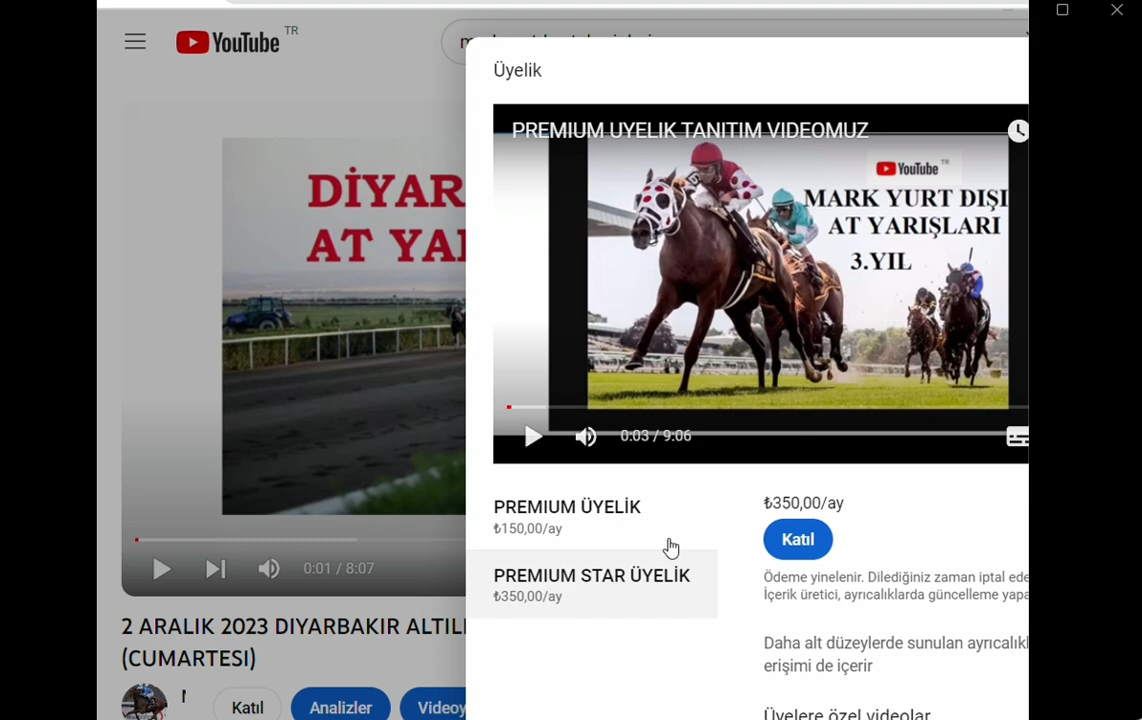 YouTube TR
Üyelik
PREMIUM UYELIK TANITIM VIDEOMUZ
YouTube TR
MARK YURT DIŞI
AT YARIŞLARI
3.YIL
DİYAR
AT YA
0:03 / 9:06
PREMIUM ÜYELİK
₺150,00/ay
PREMIUM STAR ÜYELİK
₺350,00/ay
₺350,00/ay
Katıl
Ödeme yinelenir. Dilediğiniz zaman iptal ede
İçerik üretici, ayrıcalıklarda güncelleme yapa
Daha alt düzeylerde sunulan ayrıcalıkl
erişimi de içerir
Üyelere özel videolar
0:01 / 8:07
2 ARALIK 2023 DIYARBAKIR ALTILI
(CUMARTESI)
Katıl
Analizler
Videoy